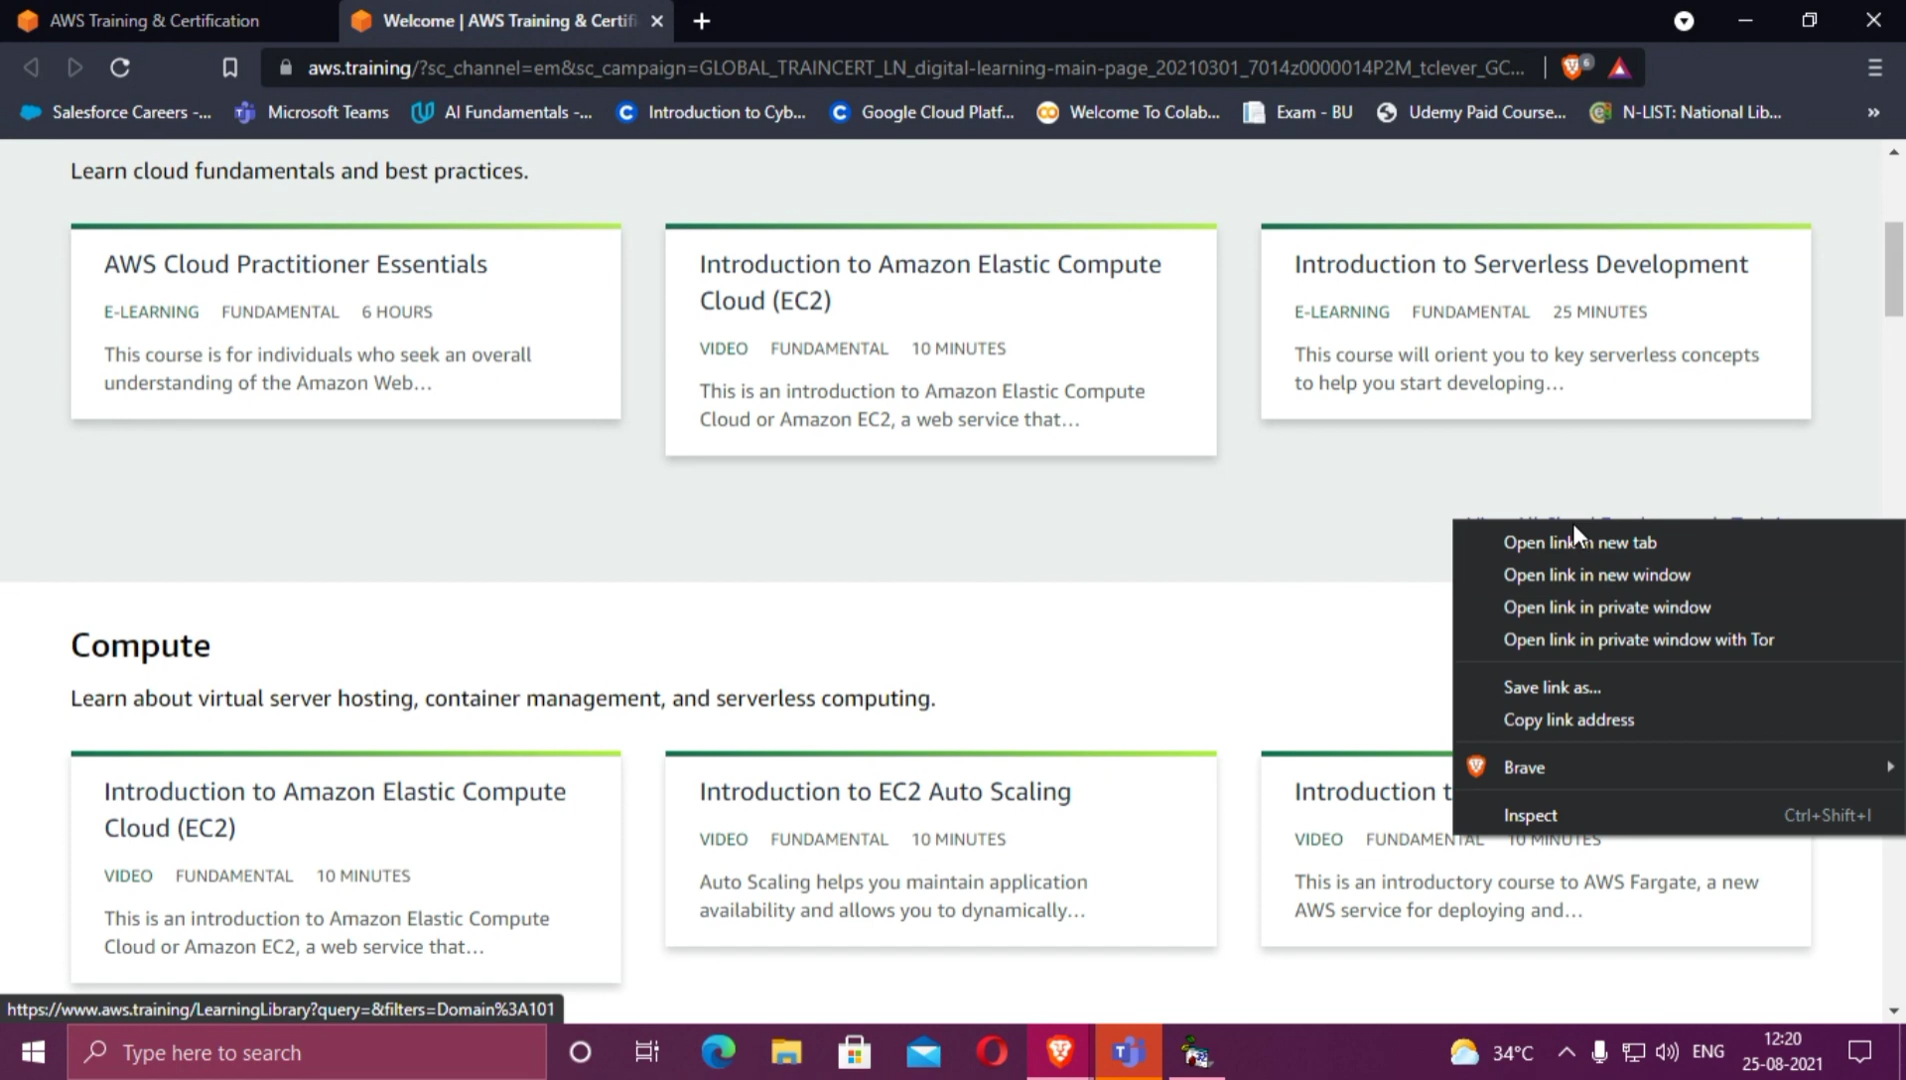 AWS Training & Certification
Welcome | AWS Training & Certifi
aws.training/?sc_channel=em&sc_campaign=GLOBAL_TRAINCERT_LN_digital-learning-main-page_20210301_7014z0000014P2M_tclever_GC...
6
Salesforce Careers -...
Microsoft Teams
AI Fundamentals -...
Introduction to Cyb...
Google Cloud Platf...
Welcome To Colab...
Exam - BU
Udemy Paid Course...
N-LIST: National Lib...
»
Learn cloud fundamentals and best practices.
AWS Cloud Practitioner Essentials
E-LEARNING FUNDAMENTAL 6 HOURS
This course is for individuals who seek an overall
understanding of the Amazon Web...
Introduction to Amazon Elastic Compute
Cloud (EC2)
VIDEO FUNDAMENTAL 10 MINUTES
This is an introduction to Amazon Elastic Compute
Cloud or Amazon EC2, a web service that...
Introduction to Serverless Development
E-LEARNING FUNDAMENTAL 25 MINUTES
This course will orient you to key serverless concepts
to help you start developing...
Open link in new tab
Open link in new window
Open link in private window
Open link in private window with Tor
Save link as...
Copy link address
Brave
Inspect Ctrl+Shift+I
Compute
Learn about virtual server hosting, container management, and serverless computing.
Introduction to Amazon Elastic Compute
Cloud (EC2)
VIDEO FUNDAMENTAL 10 MINUTES
This is an introduction to Amazon Elastic Compute
Cloud or Amazon EC2, a web service that...
Introduction to EC2 Auto Scaling
VIDEO FUNDAMENTAL 10 MINUTES
Auto Scaling helps you maintain application
availability and allows you to dynamically...
Introduction t
VIDEO FUNDAMENTAL 10 MINUTES
This is an introductory course to AWS Fargate, a new
AWS service for deploying and...
https://www.aws.training/LearningLibrary?query=&filters=Domain%3A101
Type here to search
34°C
ENG
12:20
25-08-2021